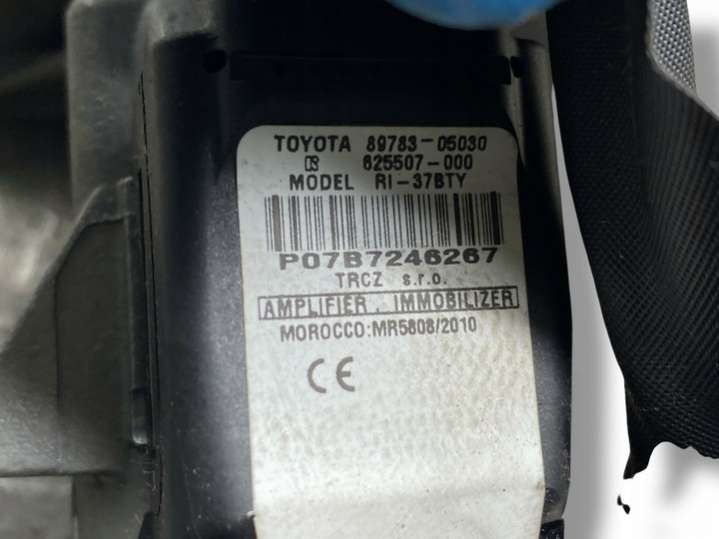 TOYOTA 89783-05030
625507-000
MODEL RI-37BTY
P07B7246267
TRCZ s.r.o.
AMPLIFIER, IMMOBILIZER
MOROCCO:MR5808/2010
CE